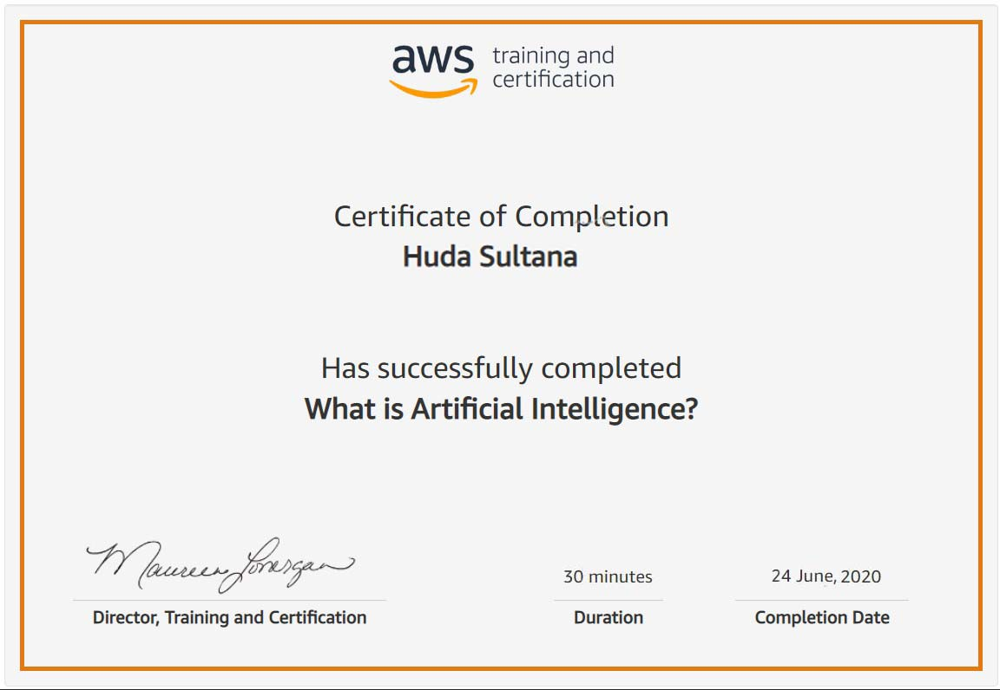 aws training and
certification
Certificate of Completion
Huda Sultana
Has successfully completed
What is Artificial Intelligence?
Maureen Lonergan
Director, Training and Certification
30 minutes
Duration
24 June, 2020
Completion Date